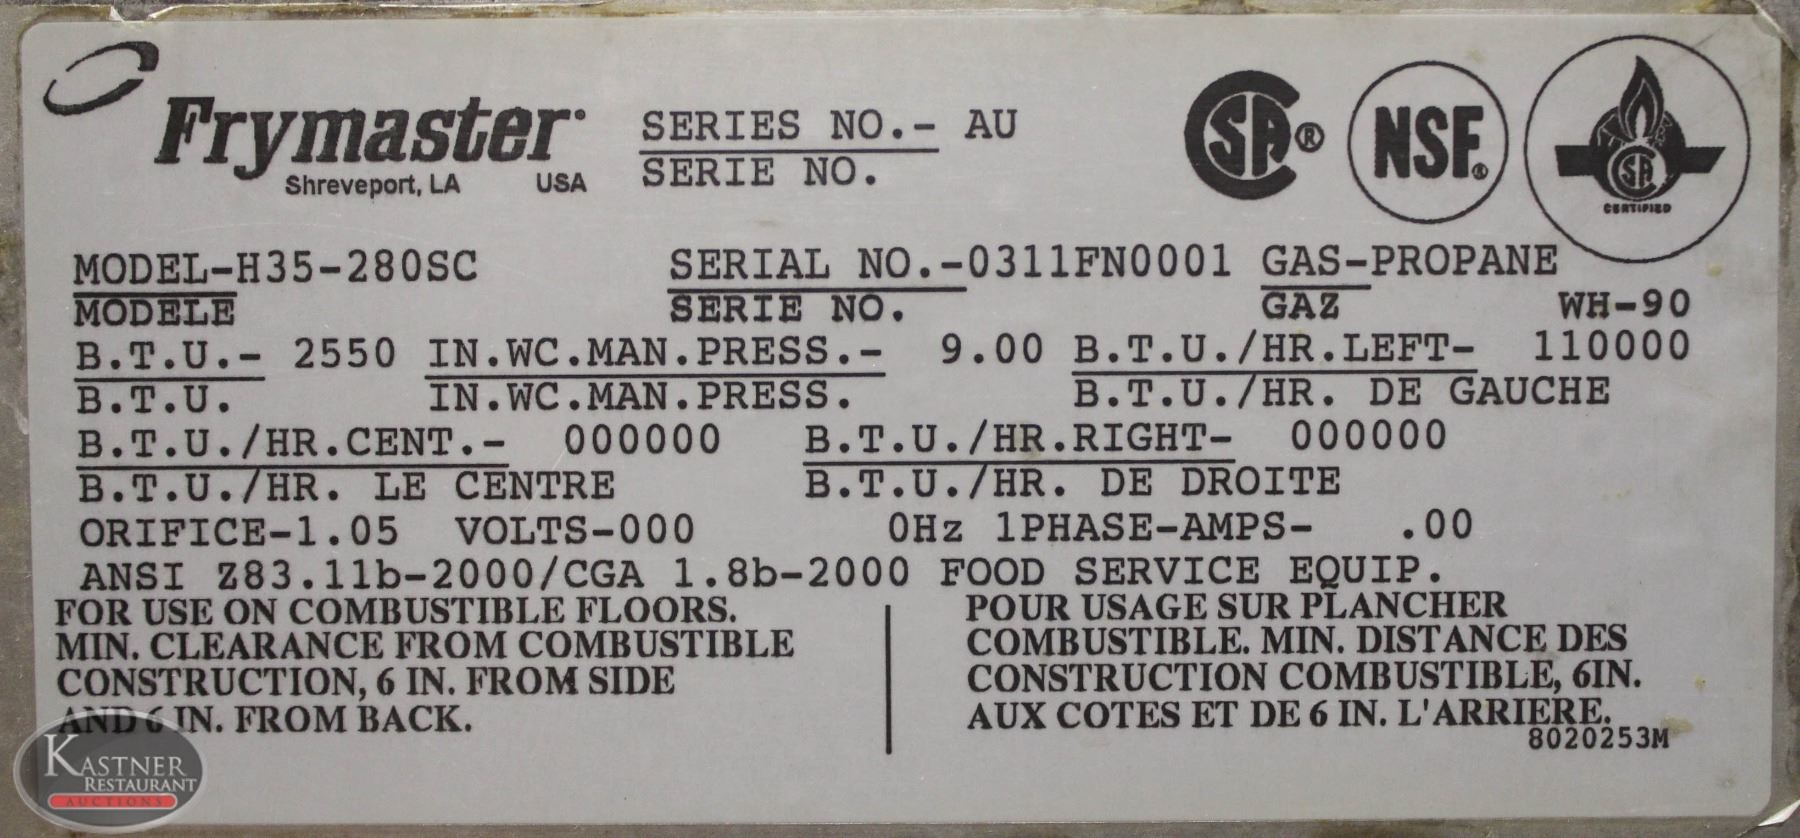 Frymaster
Shreveport, LA USA
SERIES NO.- AU
SERIE NO.
CSA ®
NSF®
CSA
CERTIFIED
MODEL-H35-280SC SERIAL NO.-0311FN0001 GAS-PROPANE
MODELE SERIE NO. GAZ WH-90
B.T.U.- 2550 IN.WC.MAN.PRESS.- 9.00 B.T.U./HR.LEFT- 110000
B.T.U. IN.WC.MAN.PRESS. B.T.U./HR. DE GAUCHE
B.T.U./HR.CENT.- 000000 B.T.U./HR.RIGHT- 000000
B.T.U./HR. LE CENTRE B.T.U./HR. DE DROITE
ORIFICE-1.05 VOLTS-000 0Hz 1PHASE-AMPS- .00
ANSI Z83.11b-2000/CGA 1.8b-2000 FOOD SERVICE EQUIP.
FOR USE ON COMBUSTIBLE FLOORS.
MIN. CLEARANCE FROM COMBUSTIBLE
CONSTRUCTION, 6 IN. FROM SIDE
AND 6 IN. FROM BACK.
POUR USAGE SUR PLANCHER
COMBUSTIBLE. MIN. DISTANCE DES
CONSTRUCTION COMBUSTIBLE, 6IN.
AUX COTES ET DE 6 IN. L'ARRIERE.
8020253M
KASTNER
RESTAURANT
AUCTIONS